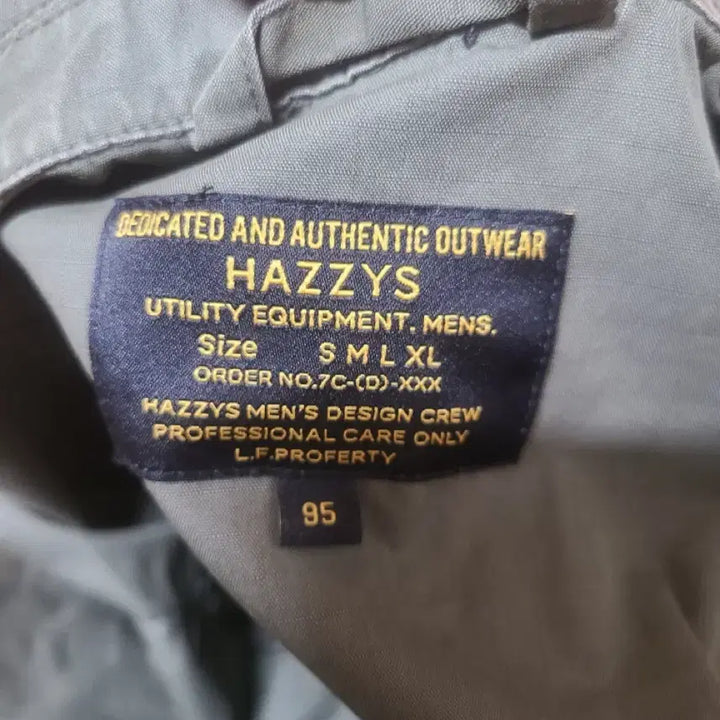 DEDICATED AND AUTHENTIC OUTWEAR
HAZZYS
UTILITY EQUIPMENT. MENS.
Size S M L XL
ORDER NO.7C-(D)-XXX
HAZZYS MEN'S DESIGN CREW
PROFESSIONAL CARE ONLY
L.F.PROFERTY
95